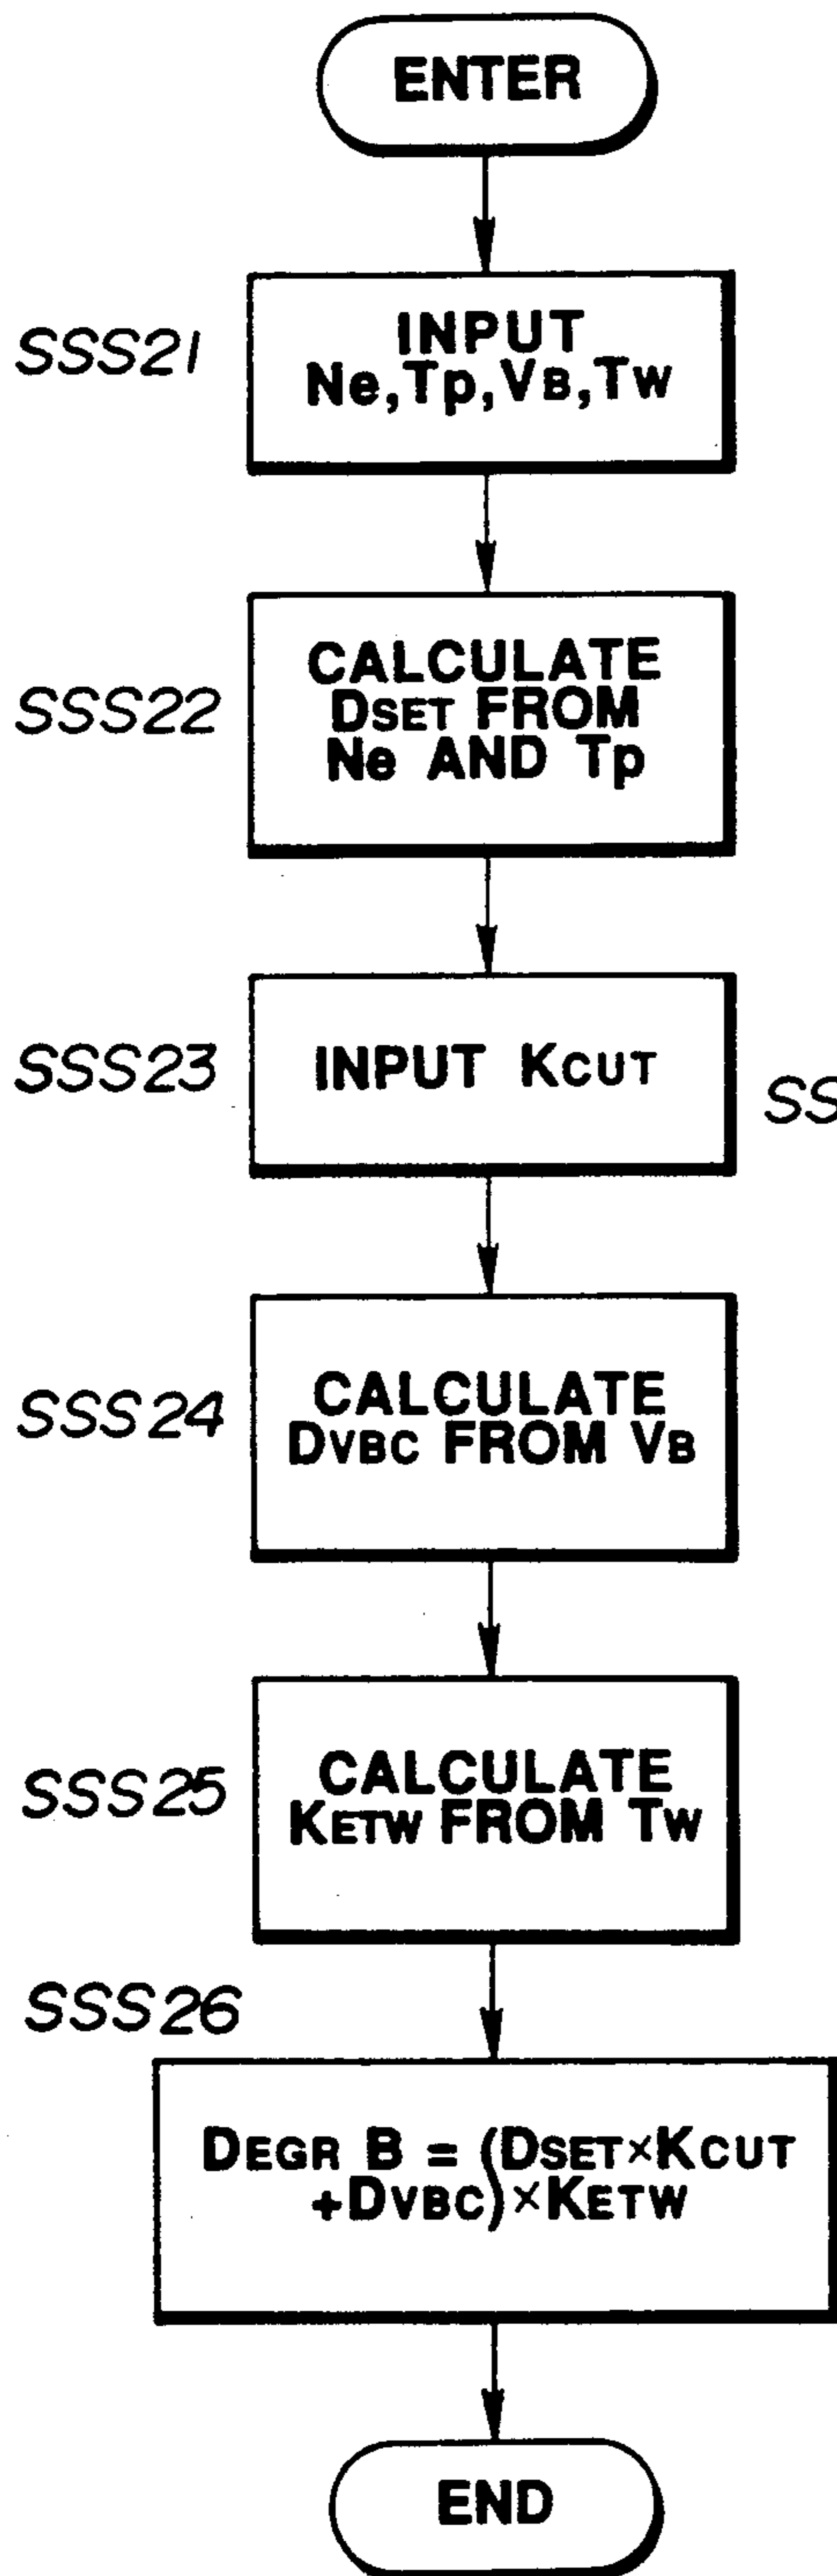 ENTER
SSS21
INPUT
Ne,Tp,VB,TW
SSS22
CALCULATE
DSET FROM
Ne AND Tp
SSS23
INPUT KCUT
SS
SSS24
CALCULATE
DVBC FROM VB
SSS25
CALCULATE
KETW FROM TW
SSS26
DEGR B = (DSET×KCUT
+DVBC)×KETW
END